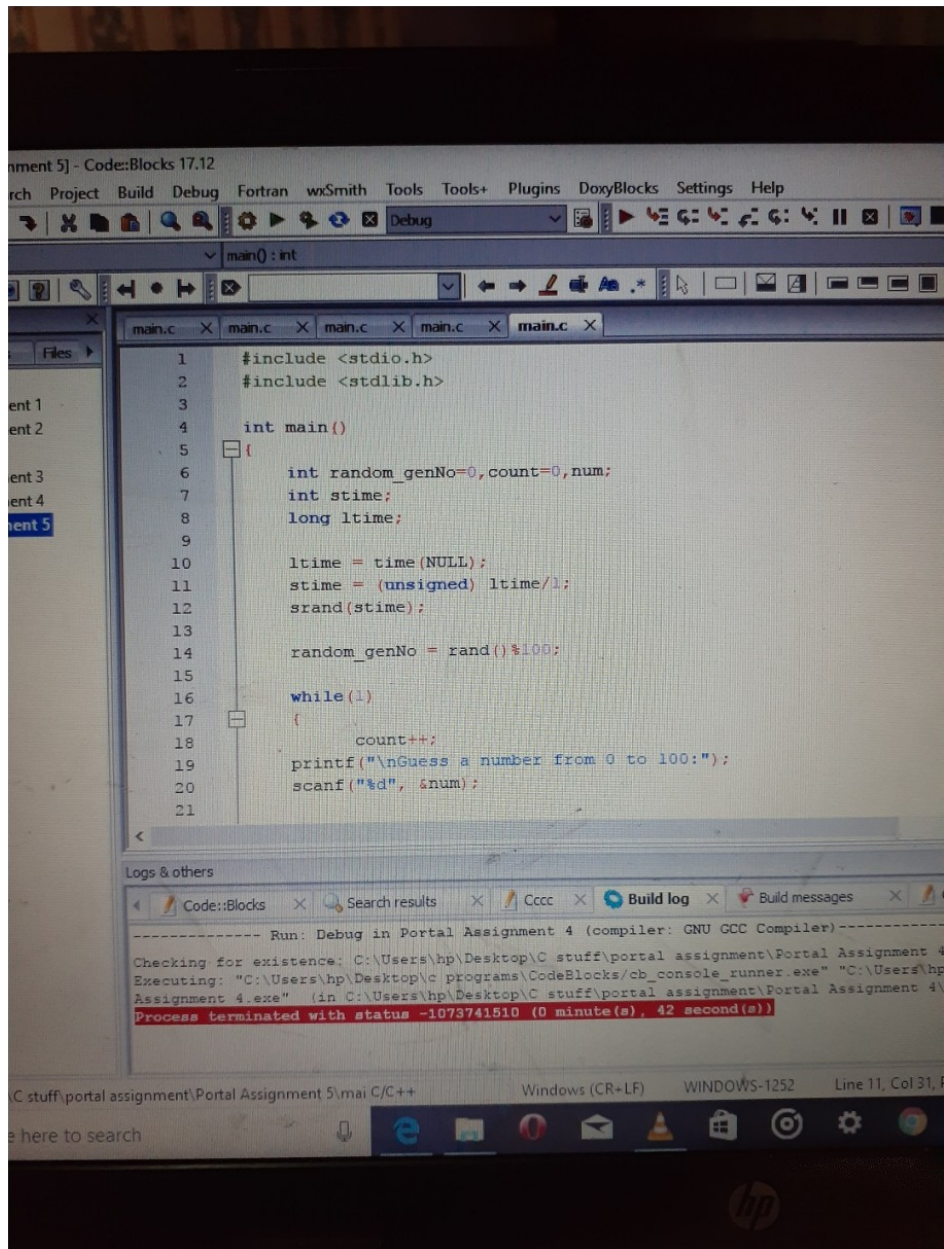 nment 5] - Code::Blocks 17.12
rch Project Build Debug Fortran wxSmith Tools Tools+ Plugins DoxyBlocks Settings Help
Debug
main() : int
main.c main.c main.c main.c main.c
Files
ent 1
ent 2
ent 3
ent 4
ment 5
1 #include <stdio.h>
2 #include <stdlib.h>
3
4 int main()
5 {
6 int random_genNo=0,count=0,num;
7 int stime;
8 long ltime;
9
10 ltime = time(NULL);
11 stime = (unsigned) ltime/1;
12 srand(stime);
13
14 random_genNo = rand()%100;
15
16 while(1)
17 {
18 count++;
19 printf("\nGuess a number from 0 to 100:");
20 scanf("%d", &num);
21
Logs & others
Code::Blocks Search results Cccc Build log Build messages
-------------- Run: Debug in Portal Assignment 4 (compiler: GNU GCC Compiler)-----------
Checking for existence: C:\Users\hp\Desktop\C stuff\portal assignment\Portal Assignment 4
Executing: "C:\Users\hp\Desktop\c programs\CodeBlocks/cb_console_runner.exe" "C:\Users\hp
Assignment 4.exe" (in C:\Users\hp\Desktop\C stuff\portal assignment\Portal Assignment 4\
Process terminated with status -1073741510 (0 minute(s), 42 second(s))
\C stuff\portal assignment\Portal Assignment 5\mai C/C++ Windows (CR+LF) WINDOWS-1252 Line 11, Col 31,
e here to search
hp